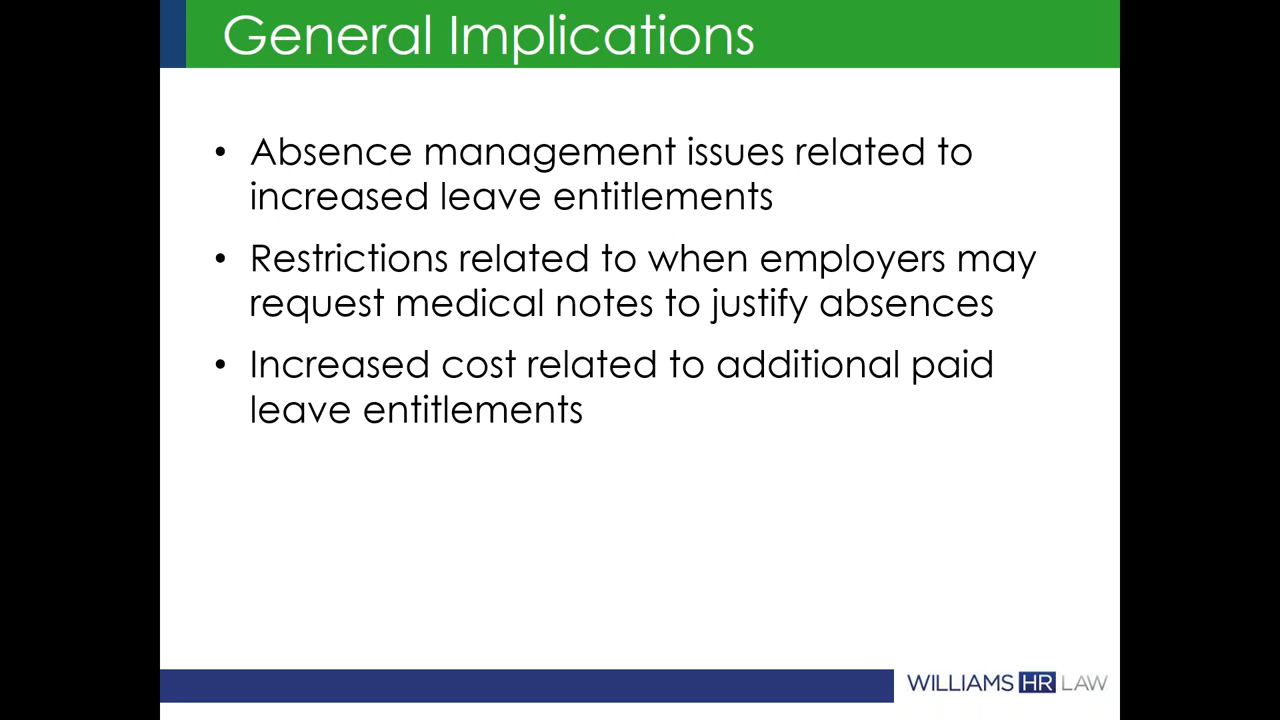 General Implications
• Absence management issues related to
increased leave entitlements
• Restrictions related to when employers may
request medical notes to justify absences
• Increased cost related to additional paid
leave entitlements
WILLIAMS HR LAW